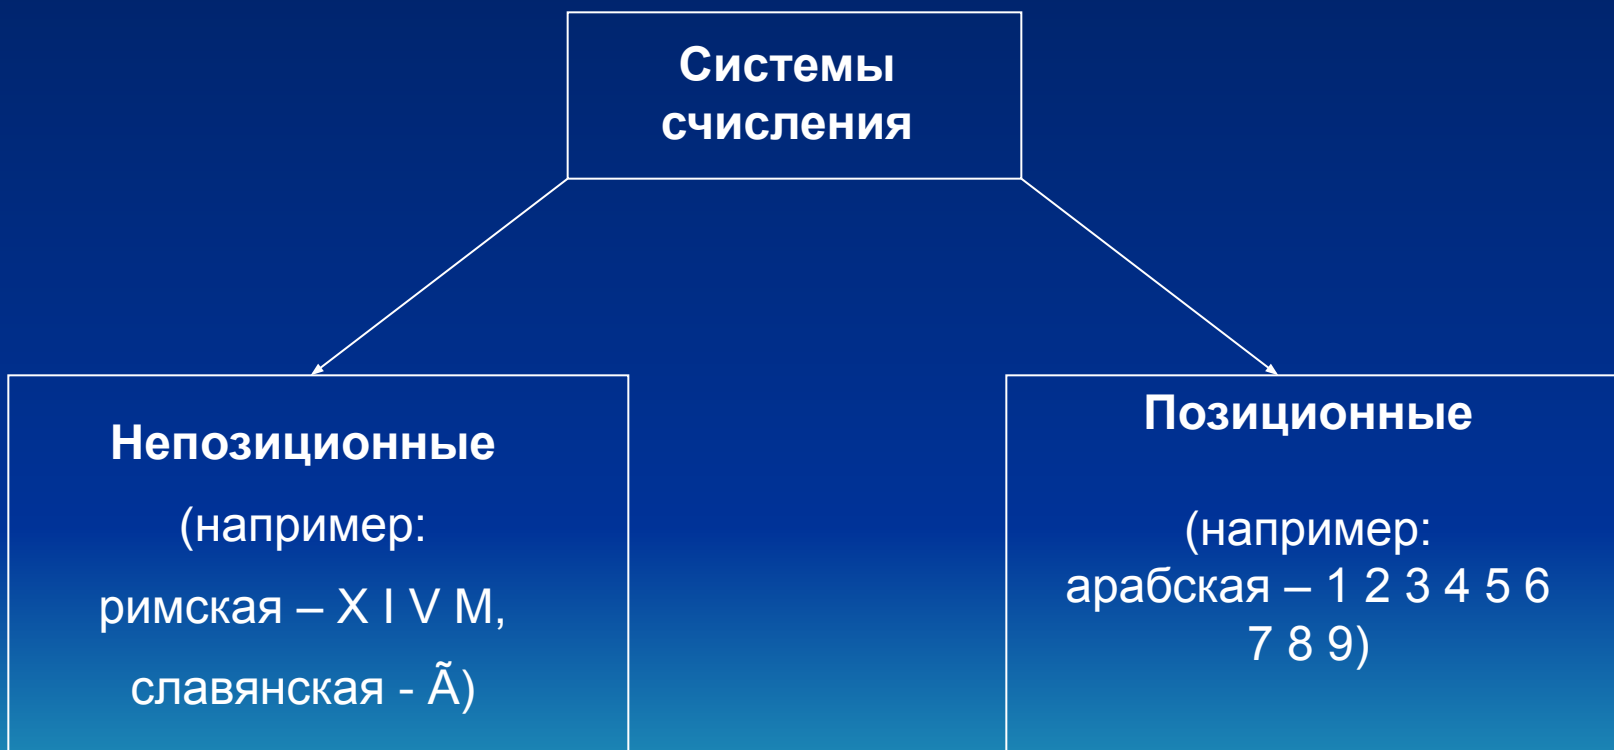 Системы
счисления
Непозиционные
(например:
римская – X I V M,
славянская - Ã)
Позиционные
(например:
арабская – 1 2 3 4 5 6
7 8 9)